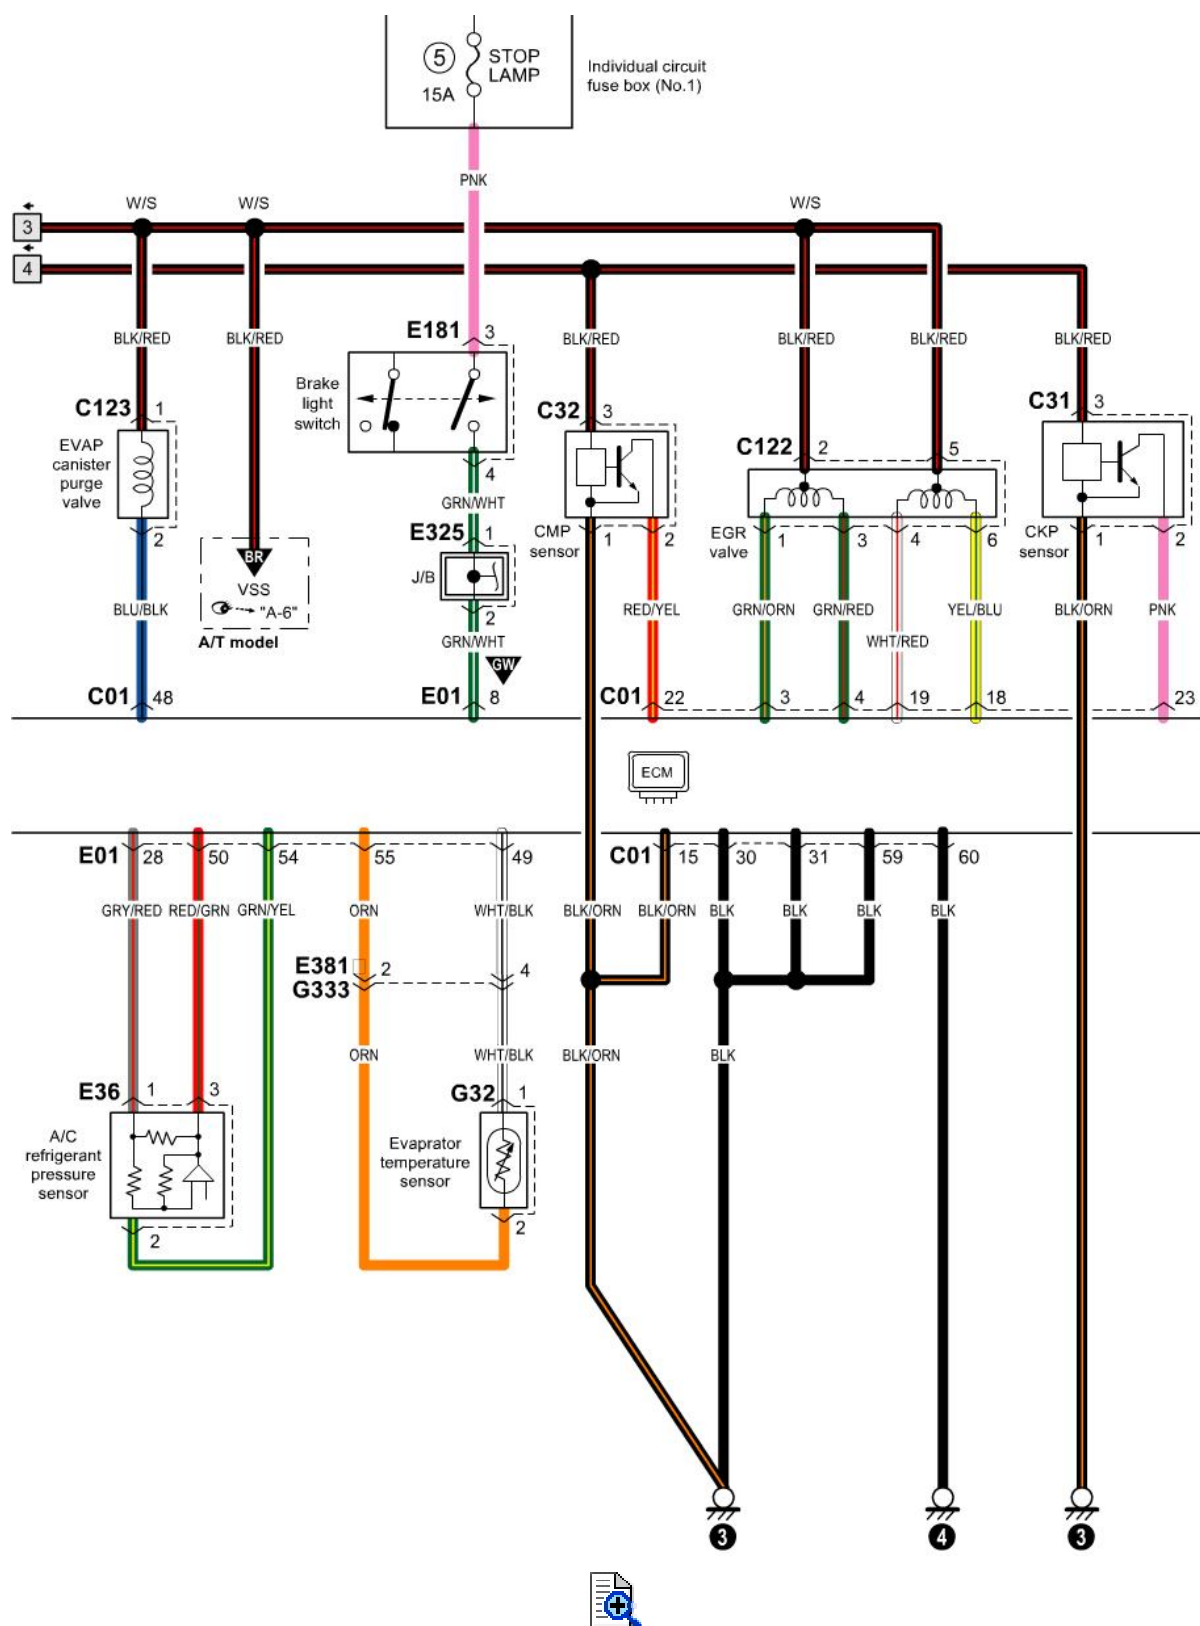 5
STOP
LAMP
15A
Individual circuit
fuse box (No.1)
PNK
W/S W/S W/S
3
4
BLK/RED BLK/RED BLK/RED BLK/RED BLK/RED BLK/RED
E181 3
Brake
light
switch
4
C123 1
EVAP
canister
purge
valve
2
C32 3
CMP
sensor
1 2
C122 2 5
EGR
valve
1 3 4 6
C31 3
CKP
sensor
1 2
GRN/WHT
E325 1
J/B
2
GRN/WHT
GW
BR
VSS
"A-6"
A/T model
BLU/BLK RED/YEL GRN/ORN GRN/RED WHT/RED YEL/BLU BLK/ORN PNK
C01 48 E01 8 C01 22 3 4 19 18 23
ECM
E01 28 50 54 55 49 C01 15 30 31 59 60
GRY/RED RED/GRN GRN/YEL ORN WHT/BLK BLK/ORN BLK/ORN BLK BLK BLK BLK
E381 2 4
G333
ORN WHT/BLK BLK/ORN BLK
E36 1 3
A/C
refrigerant
pressure
sensor
2
G32 1
Evaprator
temperature
sensor
2
3 4 3